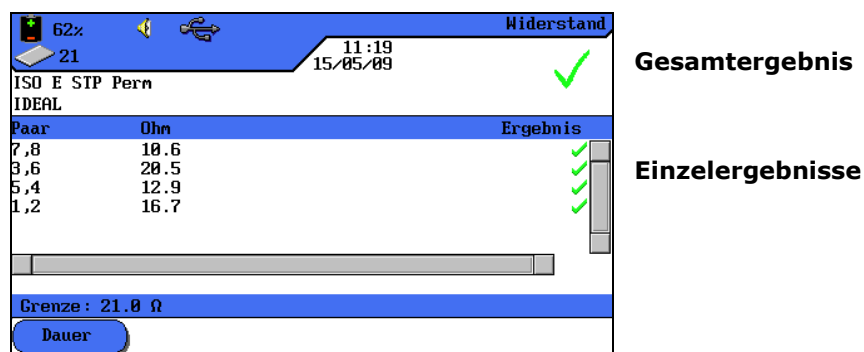 62%
Widerstand
21
11:19
15/05/09
ISO E STP Perm
IDEAL
Gesamtergebnis
Paar Ohm Ergebnis
7,8 10.6
3,6 20.5
5,4 12.9
1,2 16.7
Einzelergebnisse
Grenze: 21.0 Ω
Dauer